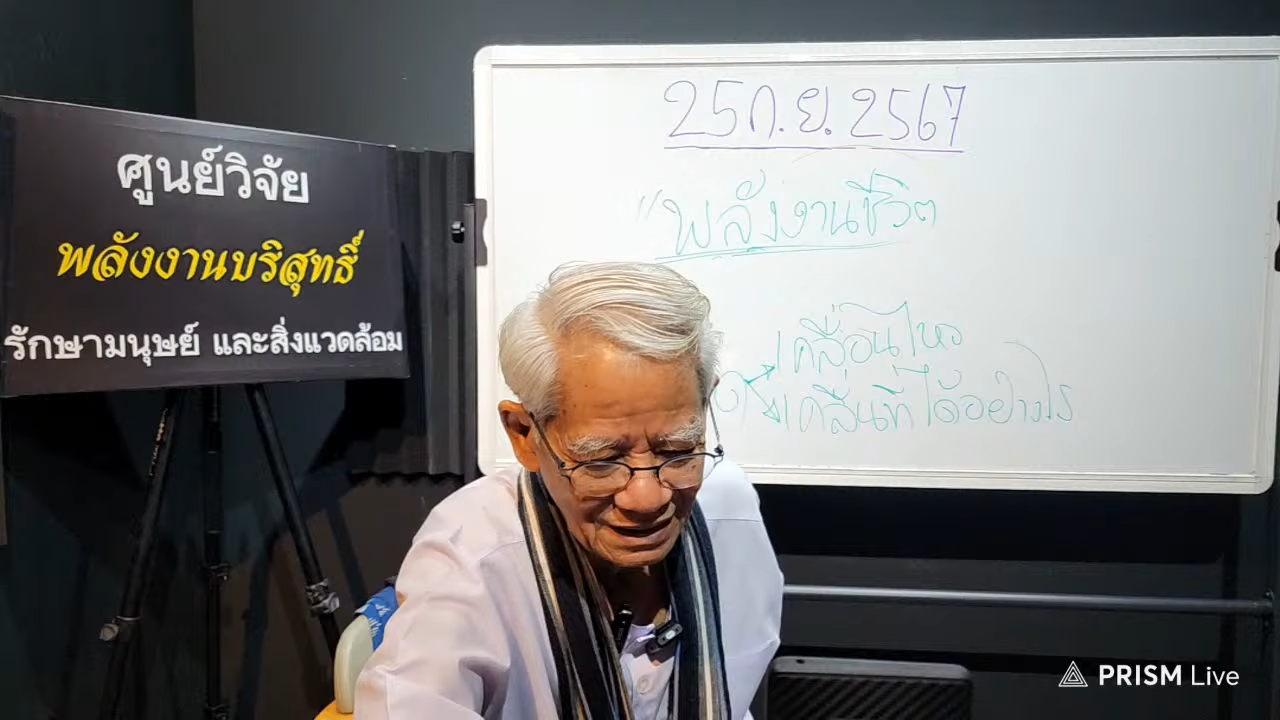 ศูนย์วิจัย
พลังงานบริสุทธิ์
รักษามนุษย์ และสิ่งแวดล้อม
25 ก.ย. 2567
"พลังงานชีวิต
เคลื่อนไหว
เคลื่อนที่ได้อย่างไร
PRISM Live